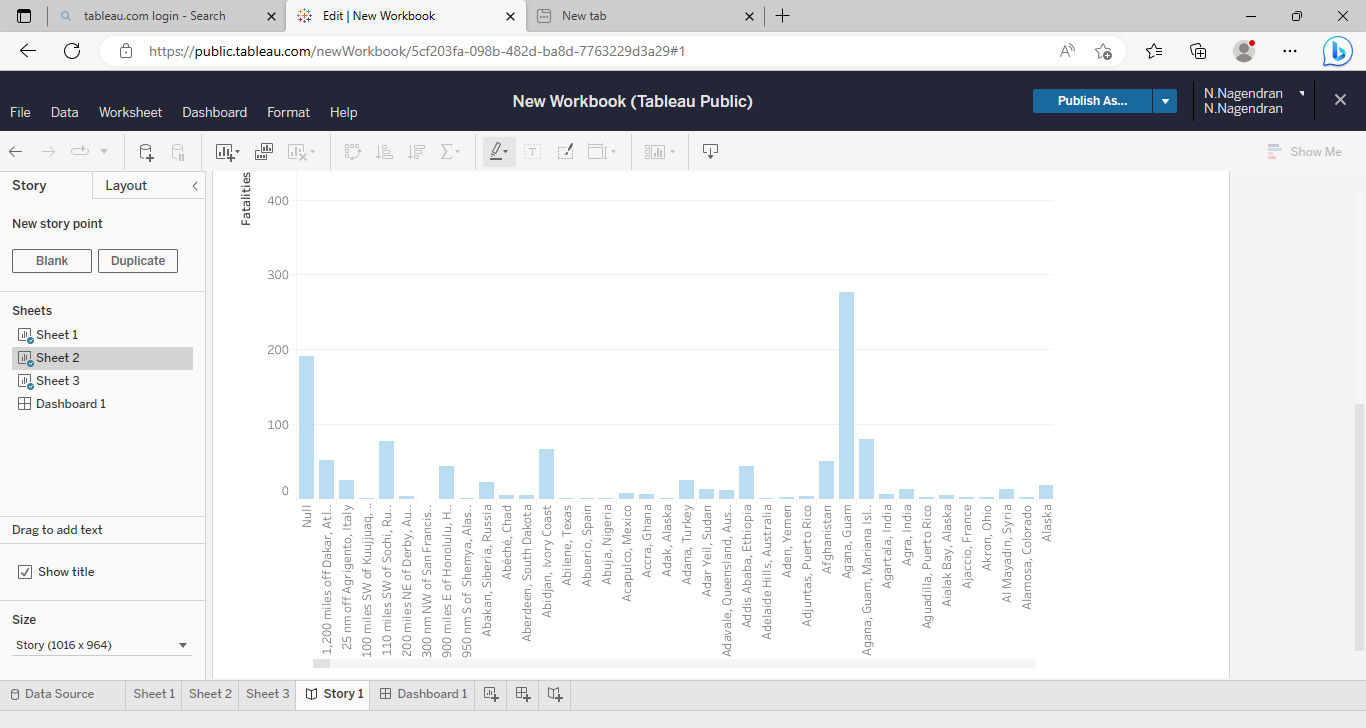 tableau.com login - Search
Edit | New Workbook
New tab
https://public.tableau.com/newWorkbook/5cf203fa-098b-482d-ba8d-7763229d3a29#1
New Workbook (Tableau Public)
File Data Worksheet Dashboard Format Help
Publish As...
N.Nagendran
N.Nagendran
Show Me
Story
Layout
New story point
Blank
Duplicate
Sheets
Sheet 1
Sheet 2
Sheet 3
Dashboard 1
Drag to add text
Show title
Size
Story (1016 x 964)
Fatalities
400
300
200
100
0
Null
1,200 miles off Dakar, Atl..
25 nm off Agrigento, Italy
100 miles SW of Kuujjuaq, ..
110 miles SW of Sochi, Ru..
200 miles NE of Derby, Au..
300 nm NW of San Francis..
900 miles E of Honolulu, H..
950 nm S of Shemya, Alas..
Abakan, Siberia, Russia
Abéché, Chad
Aberdeen, South Dakota
Abidjan, Ivory Coast
Abilene, Texas
Abuerio, Spain
Abuja, Nigeria
Acapulco, Mexico
Accra, Ghana
Adak, Alaska
Adana, Turkey
Adar Yeil, Sudan
Adavale, Queensland, Aus..
Addis Ababa, Ethiopia
Adelaide Hills, Australia
Aden, Yemen
Adjuntas, Puerto Rico
Afghanistan
Agana, Guam
Agana, Guam, Mariana Isl..
Agartala, India
Agra, India
Aguadilla, Puerto Rico
Aialak Bay, Alaska
Ajaccio, France
Akron, Ohio
Al Mayadin, Syria
Alamosa, Colorado
Alaska
Data Source
Sheet 1
Sheet 2
Sheet 3
Story 1
Dashboard 1